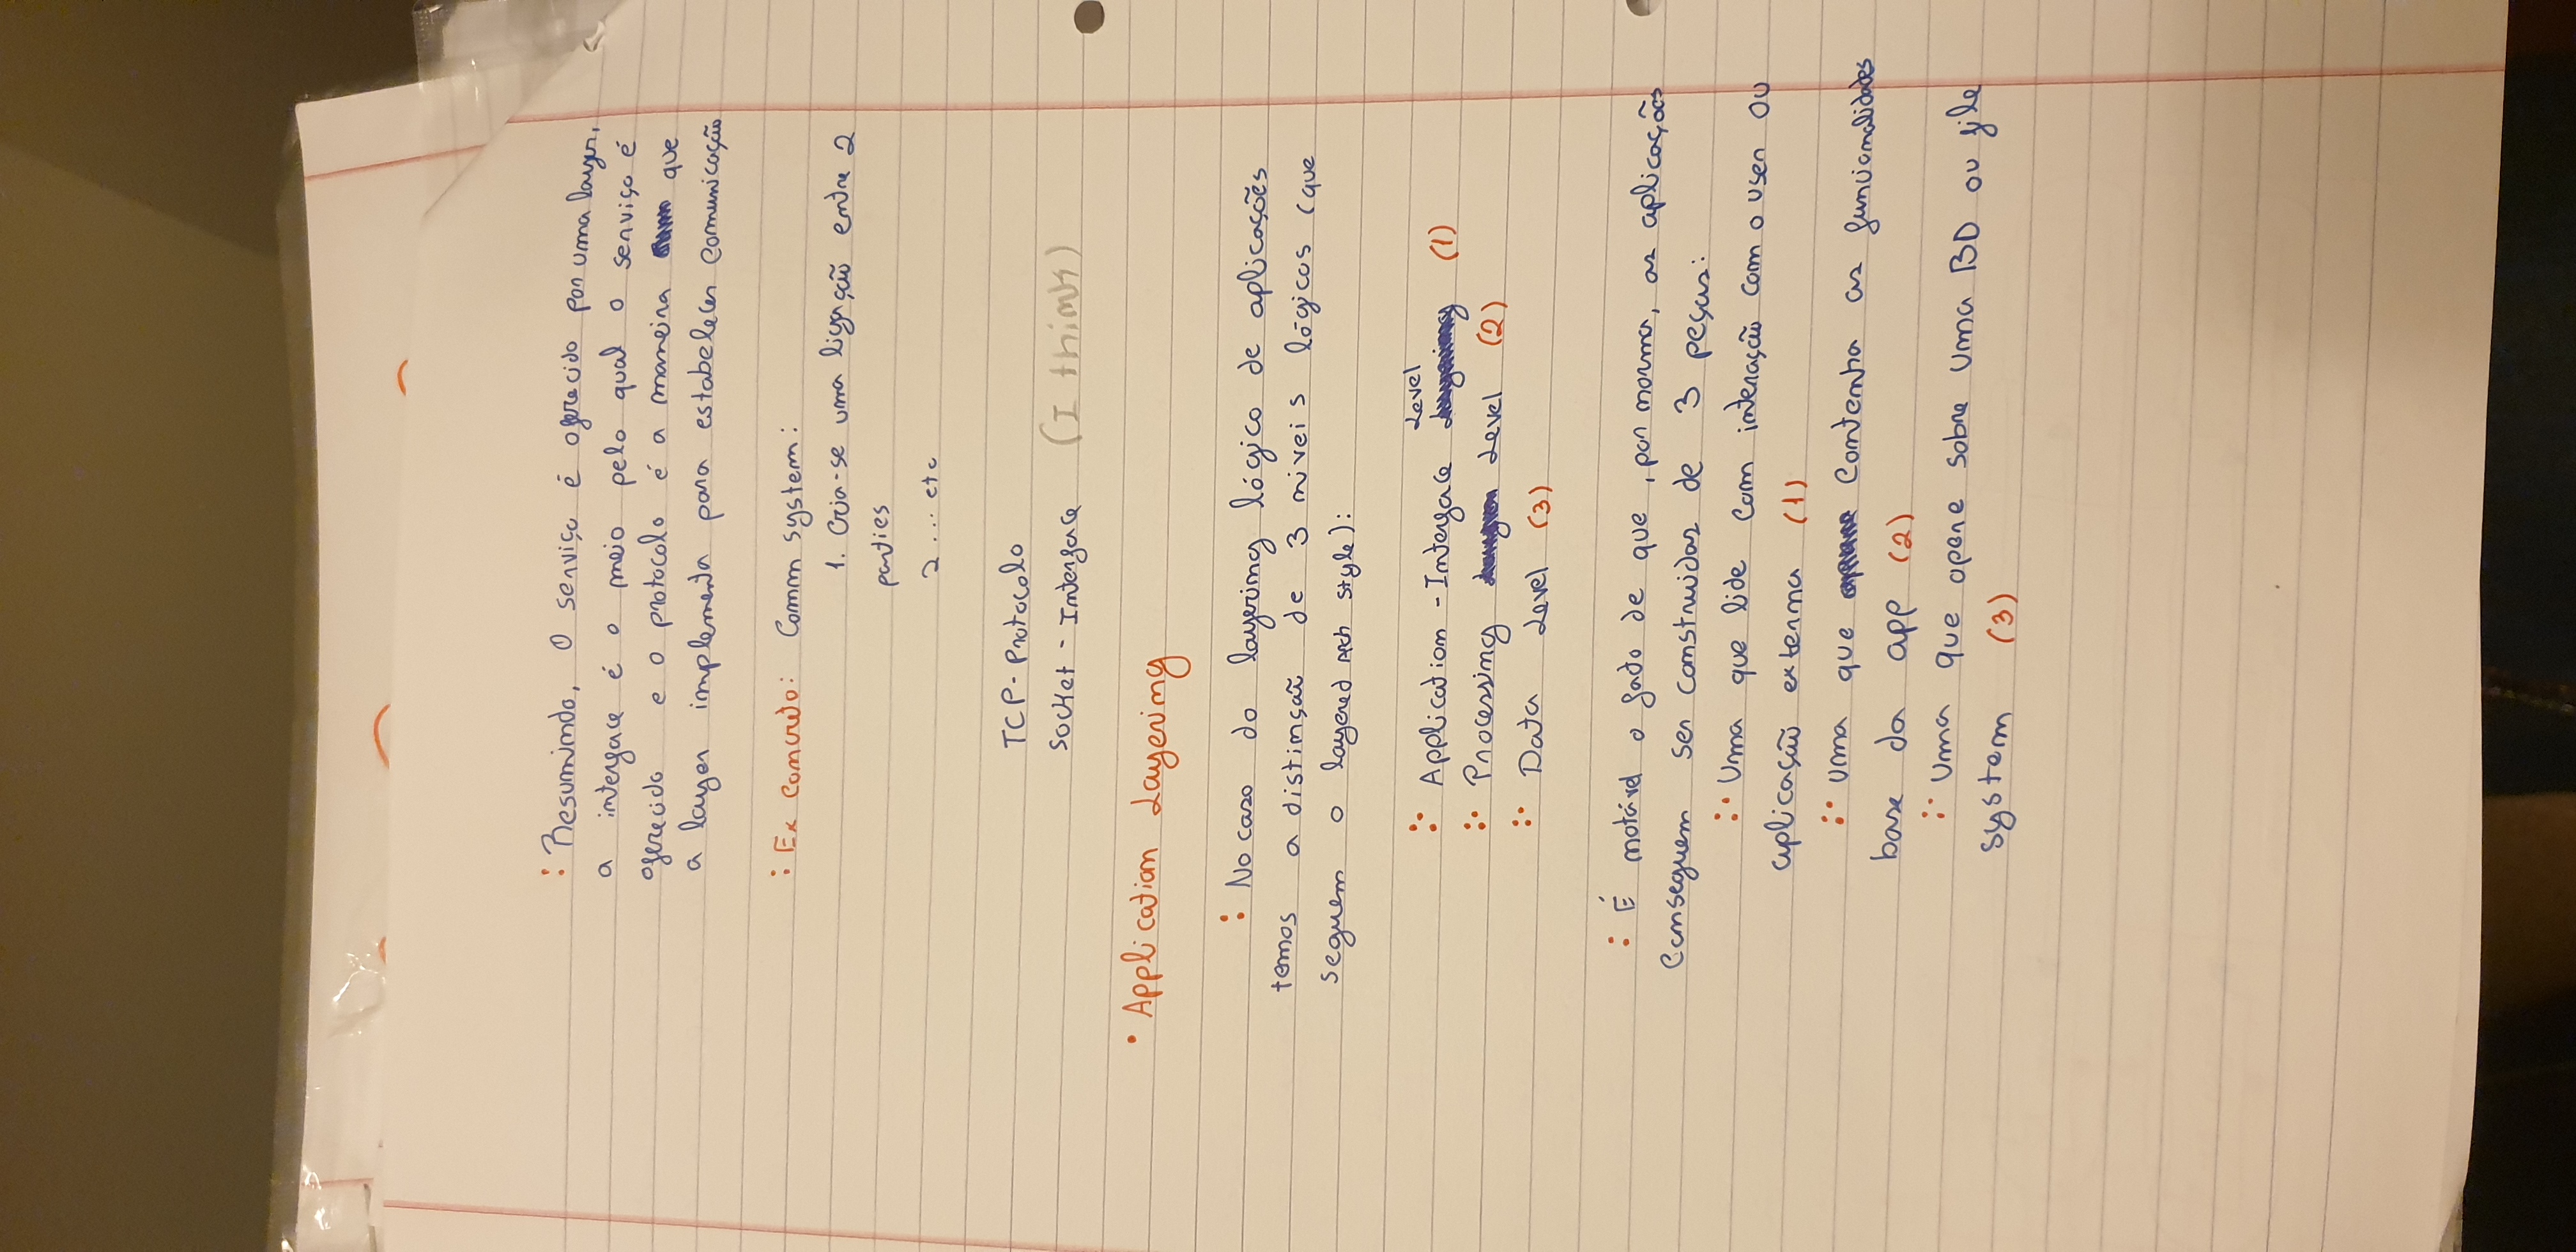 : Resumindo, O serviço é oferecido por uma layer,
a interface é o meio pelo qual o serviço é
oferecido e o protocolo é a maneira que
a layer implementa para estabelecer comunicação
: Ex Concreto: Comm system:
1. Cria-se uma ligação entre 2
parties
2 ... etc
TCP - Protocolo
Socket - Interface (I think)
• Application Layering
: No caso do layering lógico de aplicações
temos a distinsão de 3 niveis lógicos (que
seguem o layered Arch style):
Level
:· Application - Interface (1)
:· Processing Level (2)
:· Data Level (3)
: É notável o fato de que, por norma, as aplicações
conseguem ser construidas de 3 peças:
:· Uma que lide com interação com o user ou
aplicação externa (1)
:· Uma que contenha as funcionalidades
base da app (2)
:· Uma que opere sobre uma BD ou file
system (3)